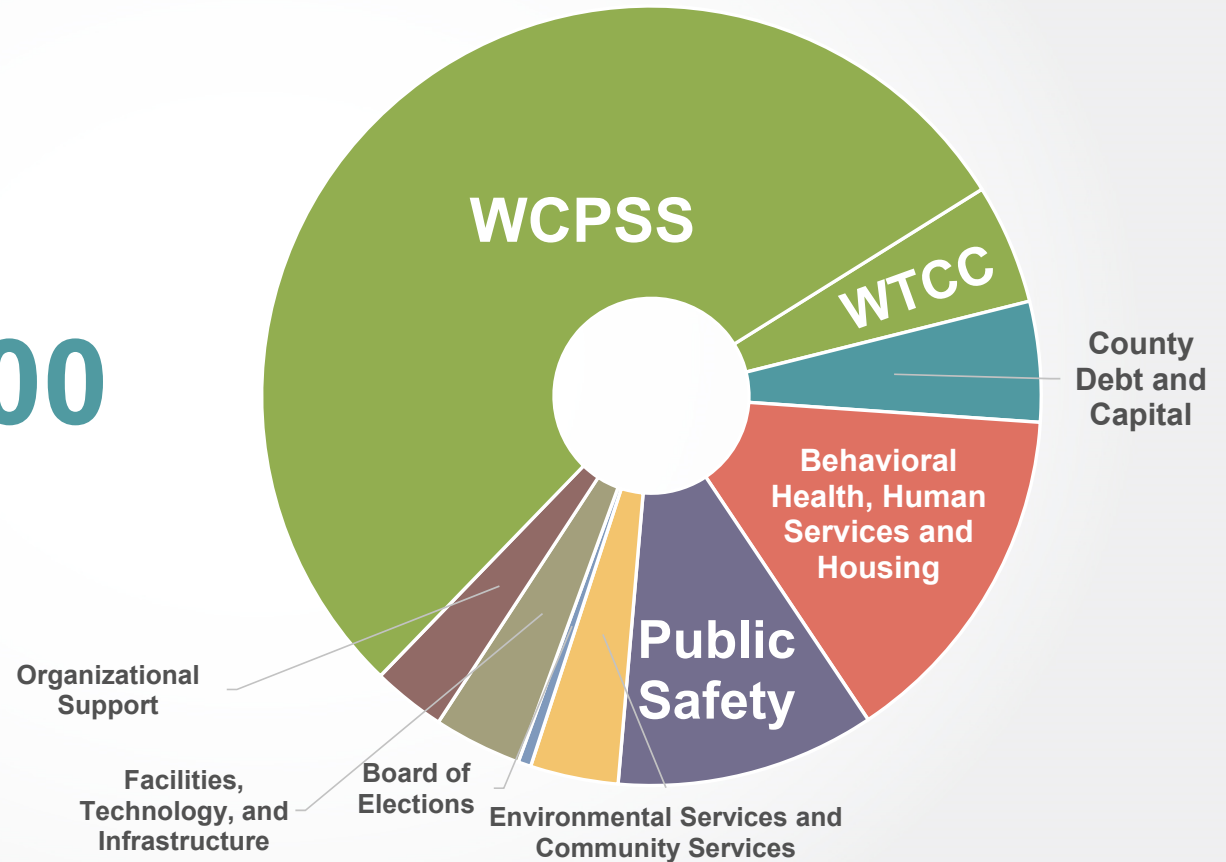 WCPSS
WTCC
00
County
Debt and
Capital
Behavioral
Health, Human
Services and
Housing
Public
Safety
Organizational
Support
Facilities,
Technology, and
Infrastructure
Board of
Elections
Environmental Services and
Community Services